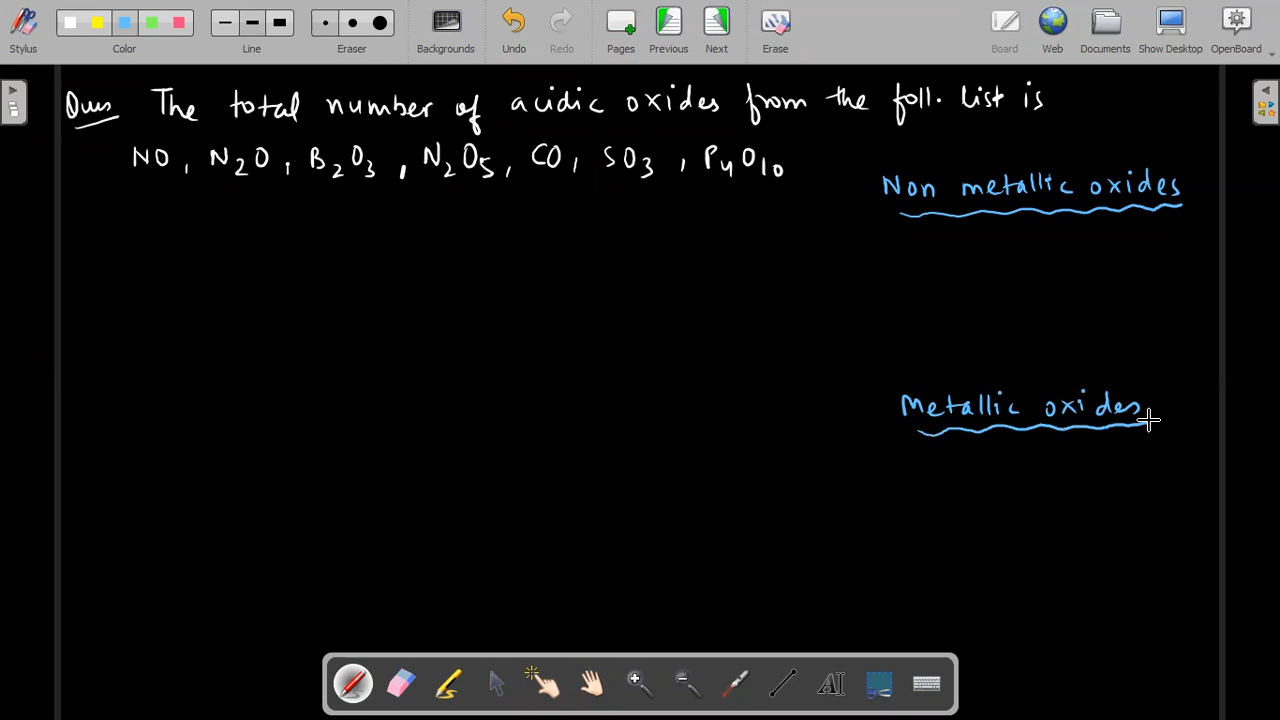 Stylus Color Line Eraser Backgrounds Undo Redo Pages Previous Next Erase Board Web Documents Show Desktop OpenBoard
Ques The total number of acidic oxides from the foll. list is
NO, N2O, B2O3, N2O5, CO, SO3, P4O10
Non metallic oxides
Metallic oxides
AI